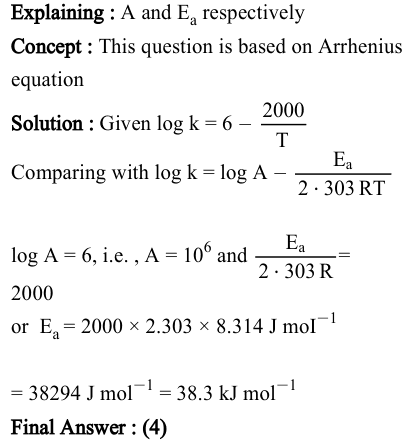 Explaining : A and Eₐ respectively
Concept : This question is based on Arrhenius
equation
Solution : Given log k = 6 − 2000/T
Comparing with log k = log A − Eₐ/(2·303 RT)
log A = 6, i.e. , A = 10⁶ and Eₐ/(2·303 R) =
2000
or Eₐ = 2000 × 2.303 × 8.314 J mol⁻¹
= 38294 J mol⁻¹ = 38.3 kJ mol⁻¹
Final Answer : (4)